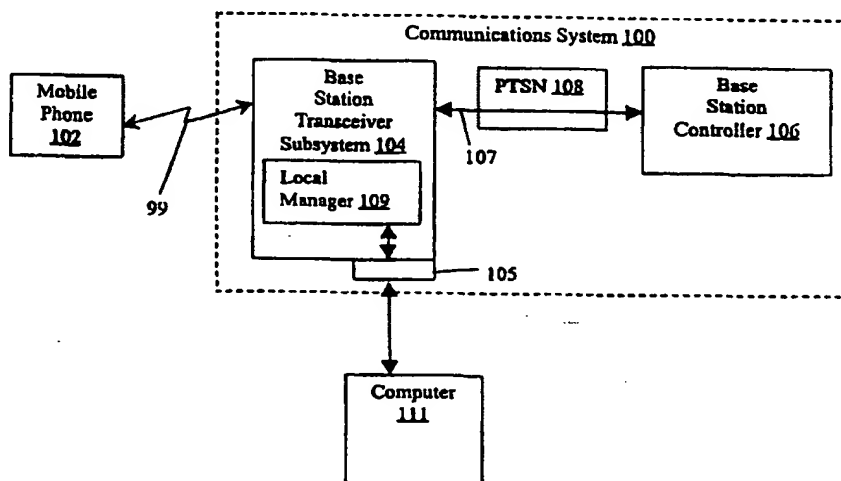 Communications System 100
Mobile
Phone
102
99
Base
Station
Transceiver
Subsystem 104
Local
Manager 109
105
PTSN 108
107
Base
Station
Controller 106
Computer
111